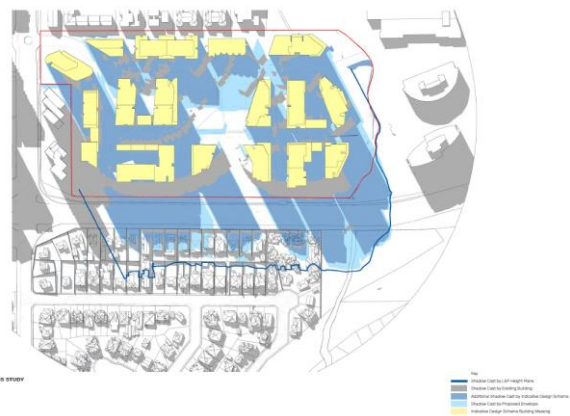 S STUDY
Key
Shadow Cast by LEP Height Plane
Shadow Cast by Existing Building
Additional Shadow Cast by Indicative Design Scheme
Shadow Cast by Proposed Envelope
Indicative Design Scheme Building Massing